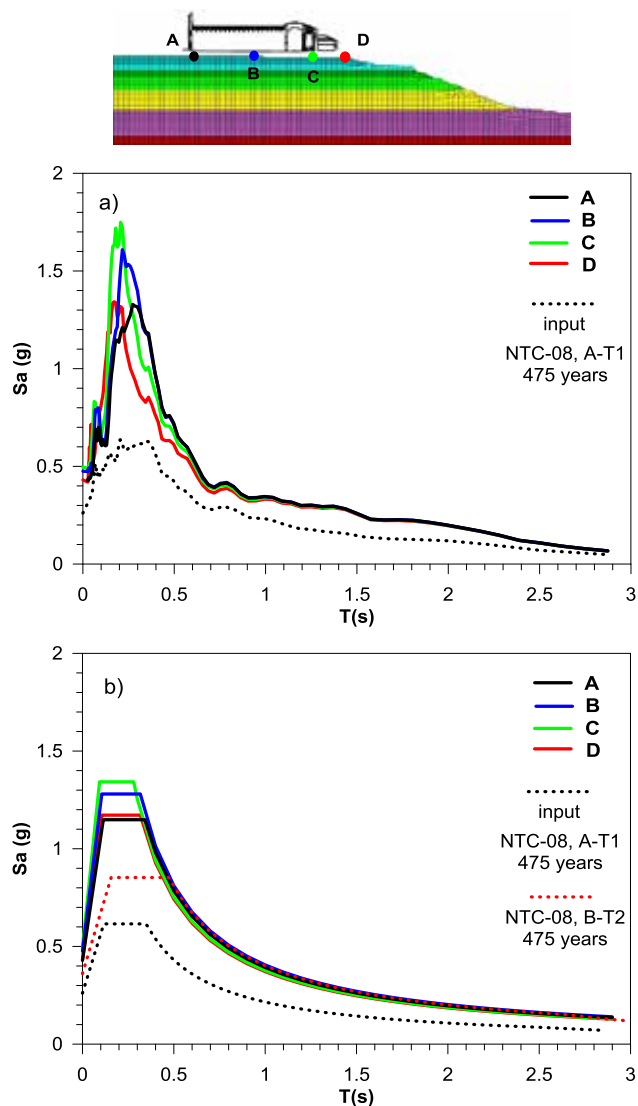 A
D
B
C
a)
A
B
C
D
input
NTC-08, A-T1
475 years
Sa (g)
2
1.5
1
0.5
0
0
0.5
1
1.5
2
2.5
3
T(s)
b)
A
B
C
D
input
NTC-08, A-T1
475 years
NTC-08, B-T2
475 years
Sa (g)
2
1.5
1
0.5
0
0
0.5
1
1.5
2
2.5
3
T(s)